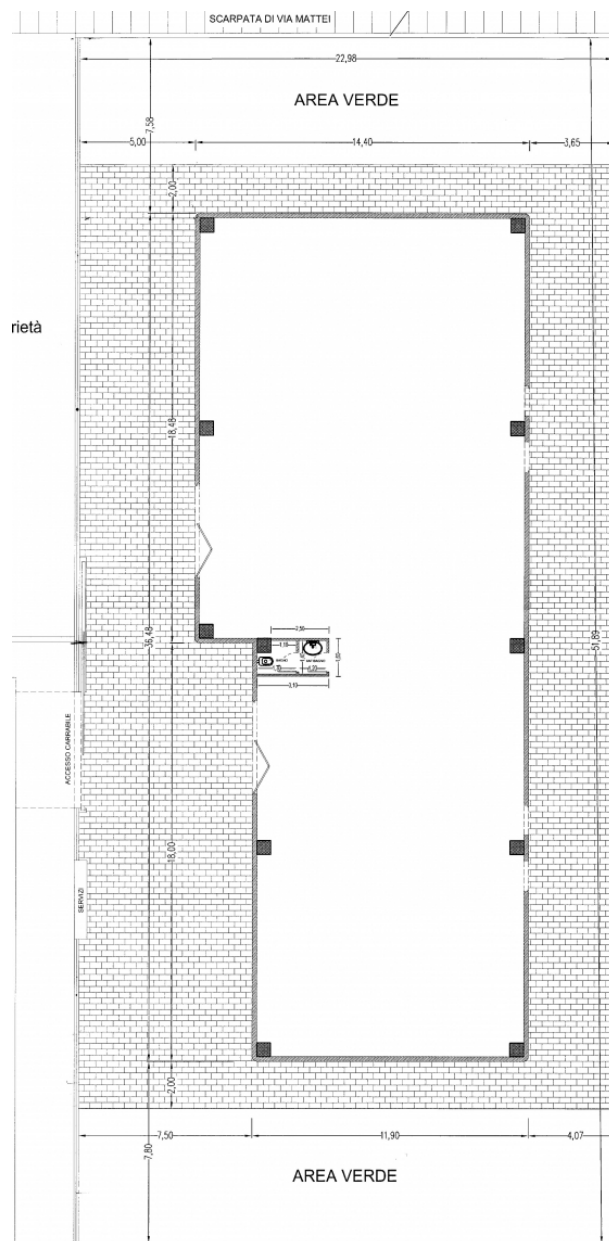 SCARPATA DI VIA MATTEI
22,98
AREA VERDE
7,58
5,00
14,40
3,65
2,00
rietà
18,48
36,48
51,89
ACCESSO CARRABILE
18,00
SERVIZI
2,00
7,50
11,90
4,07
7,80
AREA VERDE